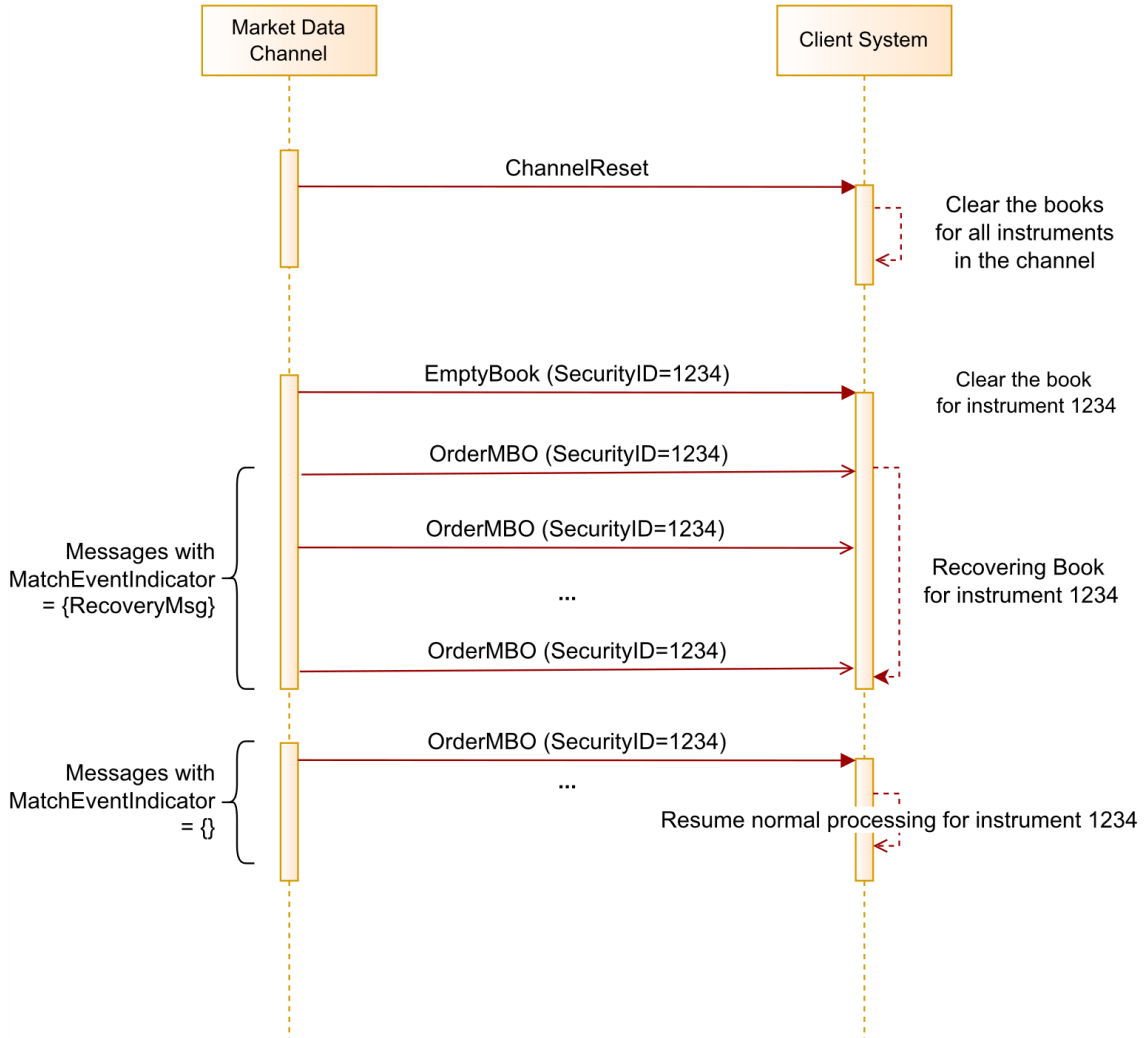 Market Data
Channel
Client System
ChannelReset
Clear the books
for all instruments
in the channel
EmptyBook (SecurityID=1234)
Clear the book
for instrument 1234
OrderMBO (SecurityID=1234)
OrderMBO (SecurityID=1234)
Messages with
MatchEventIndicator
= {RecoveryMsg}
...
Recovering Book
for instrument 1234
OrderMBO (SecurityID=1234)
OrderMBO (SecurityID=1234)
...
Messages with
MatchEventIndicator
= {}
Resume normal processing for instrument 1234